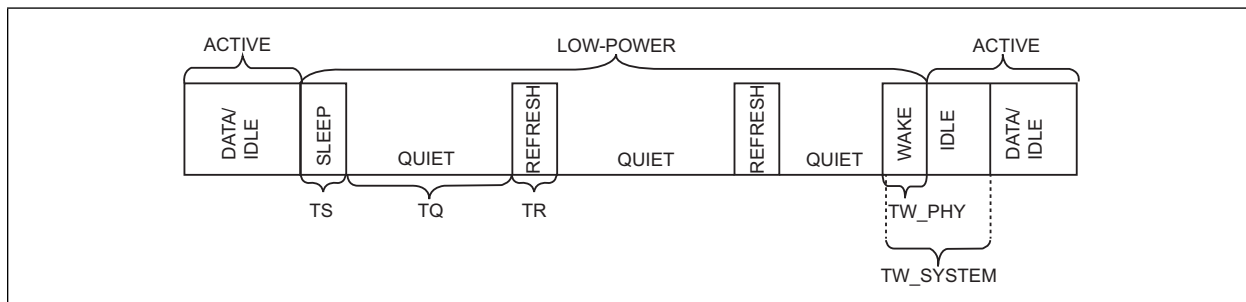 ACTIVE
LOW-POWER
ACTIVE
DATA/
IDLE
SLEEP
QUIET
REFRESH
QUIET
REFRESH
QUIET
WAKE
IDLE
DATA/
IDLE
TS
TQ
TR
TW_PHY
TW_SYSTEM